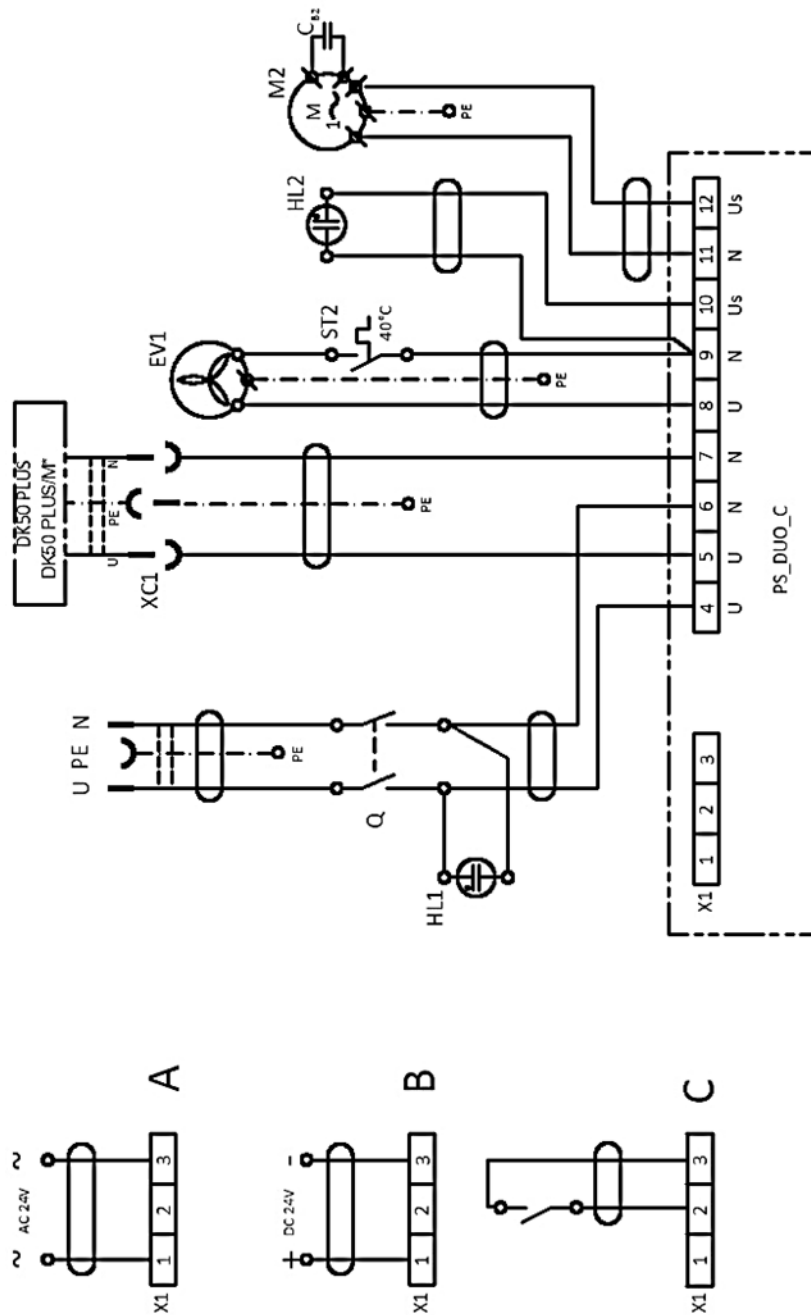 DK50 PLUS
DK50 PLUS/M"
U PE N
XC1
U PE N
PE
PE
Q
HL1
EV1
ST2
40°C
PE
HL2
M2
M
1~
C_B2
PE
X1
1 2 3
4 5 6 7 8 9 10 11 12
U U N N U N Us N Us
PS_DUO_C
~ ~
AC 24V
X1
1 2 3
A
+ -
DC 24V
X1
1 2 3
B
X1
1 2 3
C